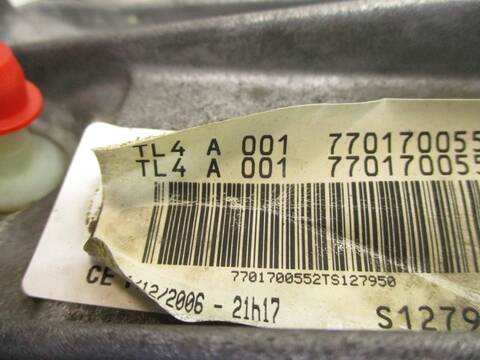 TL4 A 001 770170055
TL4 A 001 770170055
7701700552TS127950
CE /12/2006 - 21h17
S1279